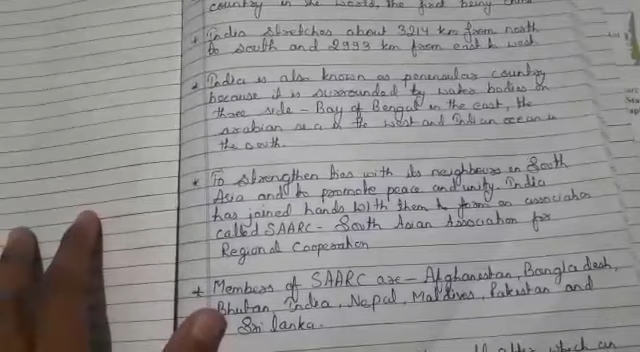 country in the world, the first being
* India stretches about 3214 km from north
to south and 2993 km from east to west
* India is also known as peninsular country
because it is surrounded by water bodies on
three side - Bay of Bengal in the east, the
arabian sea in the west and Indian ocean in
the south.
* To strengthen ties with its neighbours in South
Asia and to promote peace and unity India
has joined hands with them to form an association
called SAARC - South Asian Association for
Regional Cooperation
* Members of SAARC are - Afghanistan, Bangladesh,
Bhutan, India, Nepal, Maldives, Pakistan and
Sri lanka.
which an